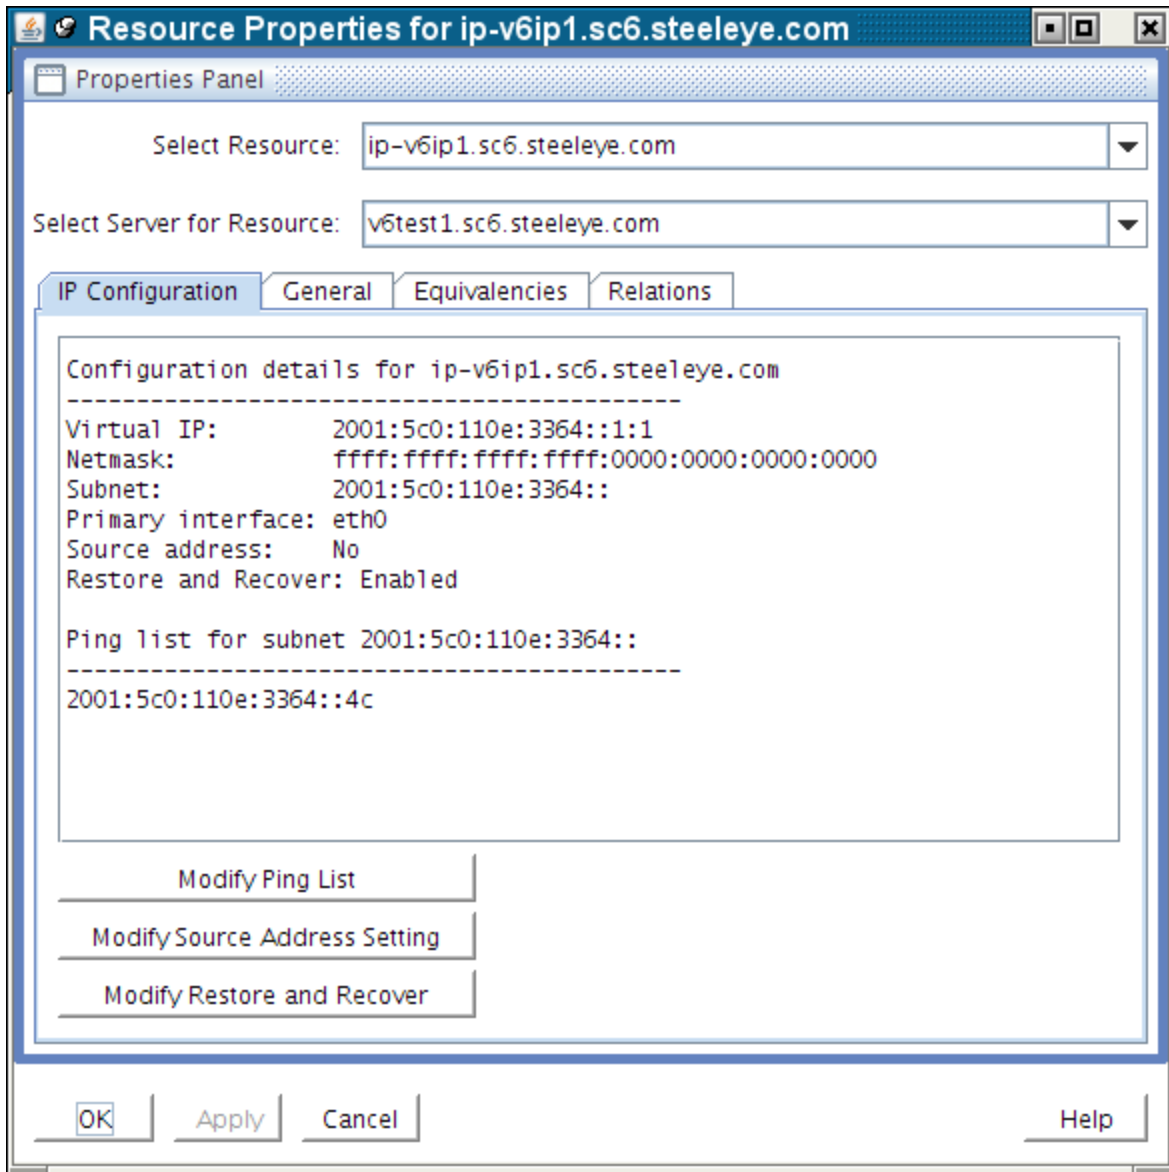 Resource Properties for ip-v6ip1.sc6.steeleye.com
Properties Panel
Select Resource: ip-v6ip1.sc6.steeleye.com
Select Server for Resource: v6test1.sc6.steeleye.com
IP Configuration General Equivalencies Relations
Configuration details for ip-v6ip1.sc6.steeleye.com
---------------------------------------------
Virtual IP: 2001:5c0:110e:3364::1:1
Netmask: ffff:ffff:ffff:ffff:0000:0000:0000:0000
Subnet: 2001:5c0:110e:3364::
Primary interface: eth0
Source address: No
Restore and Recover: Enabled
Ping list for subnet 2001:5c0:110e:3364::
---------------------------------------------
2001:5c0:110e:3364::4c
Modify Ping List
Modify Source Address Setting
Modify Restore and Recover
OK Apply Cancel Help